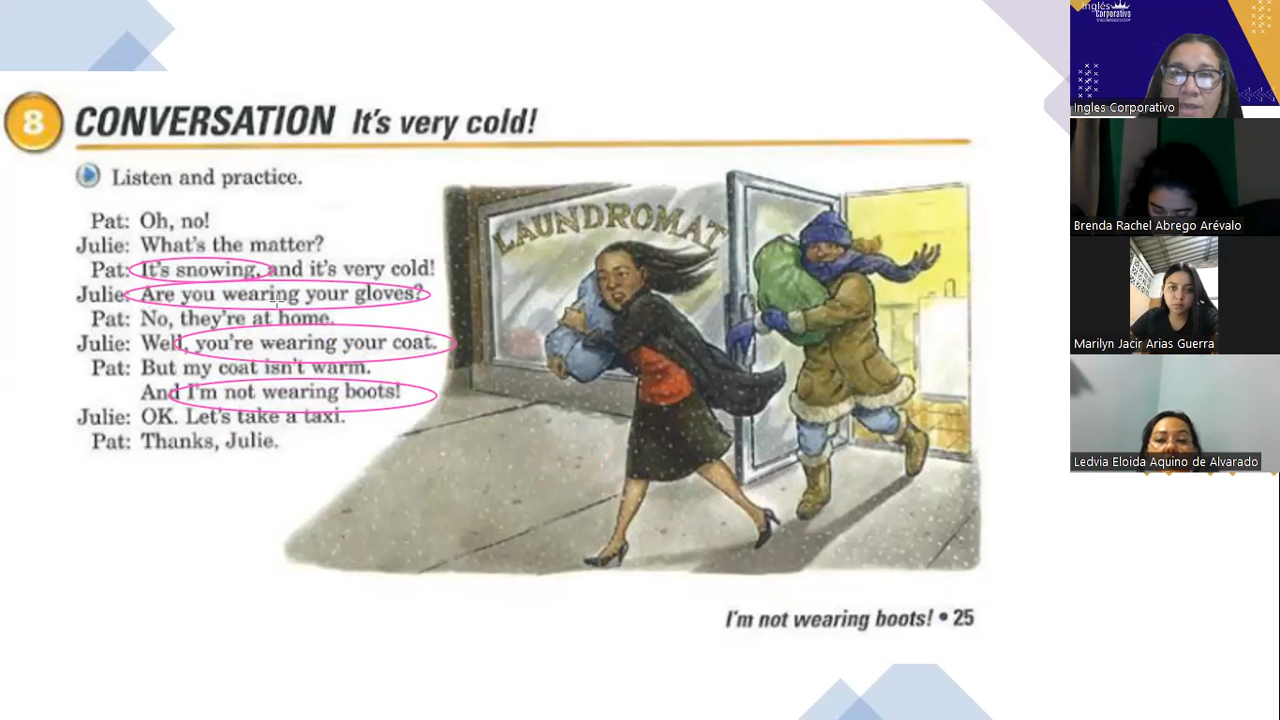 8 CONVERSATION It's very cold!
Listen and practice.
Pat: Oh, no!
Julie: What's the matter?
Pat: It's snowing, and it's very cold!
Julie: Are you wearing your gloves?
Pat: No, they're at home.
Julie: Well, you're wearing your coat.
Pat: But my coat isn't warm.
And I'm not wearing boots!
Julie: OK. Let's take a taxi.
Pat: Thanks, Julie.
LAUNDROMAT
I'm not wearing boots! • 25
Inglés
Corporativo
Ingles Corporativo
Brenda Rachel Abrego Arévalo
Marilyn Jacir Arias Guerra
Ledvia Eloida Aquino de Alvarado